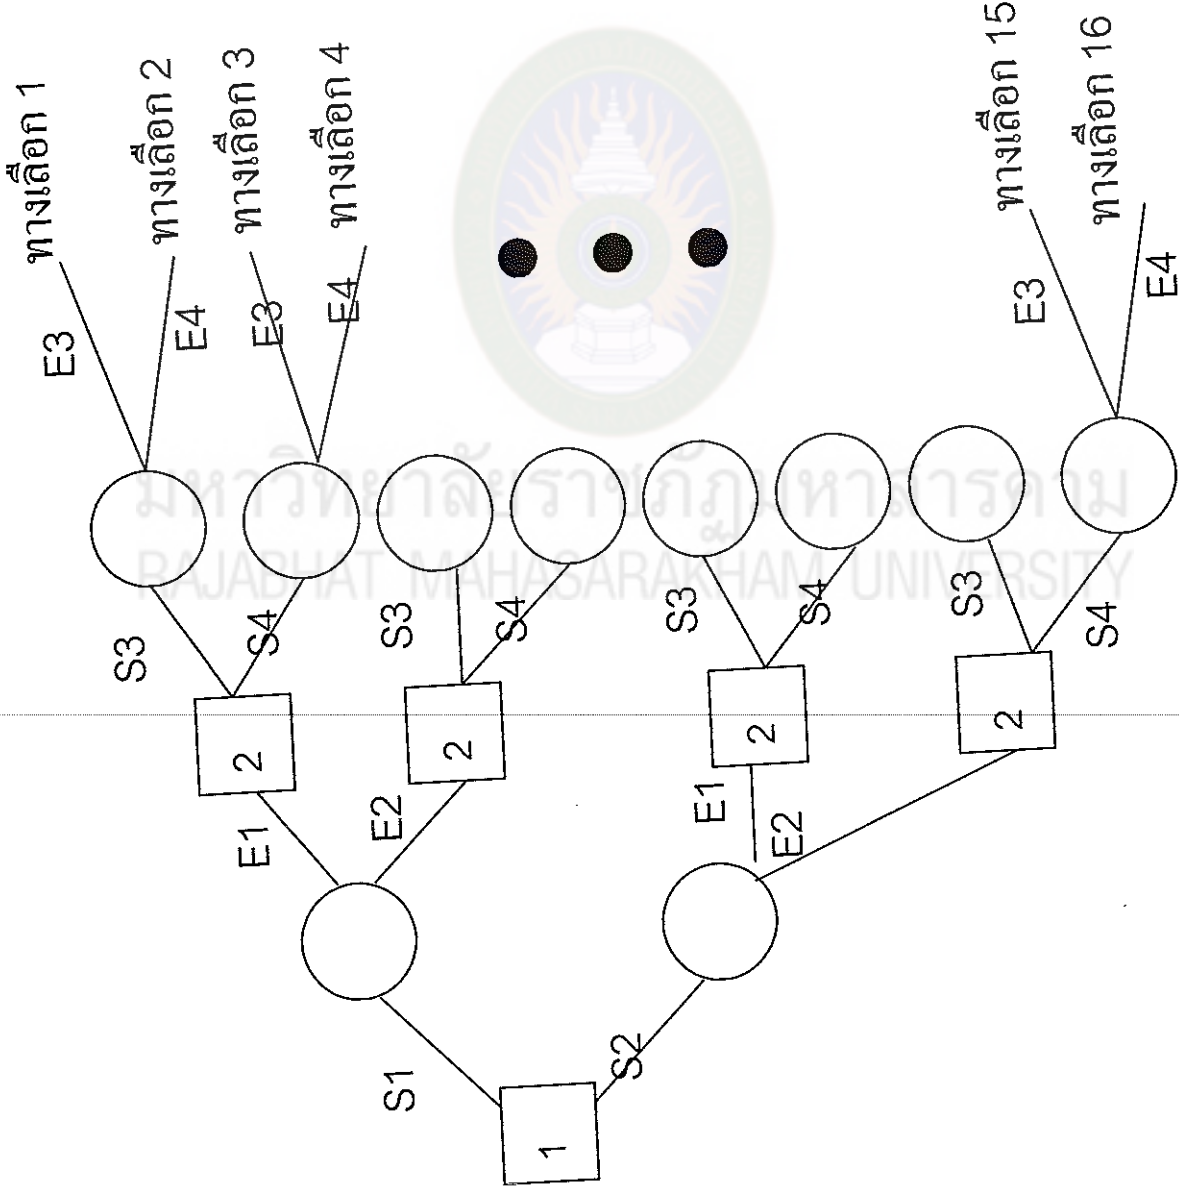 ทางเลือก 1
ทางเลือก 2
ทางเลือก 3
ทางเลือก 4
ทางเลือก 15
ทางเลือก 16
E3
E4
E3
E4
E3
E4
มหาวิทยาลัยราชภัฏมหาสารคาม
RAJABHAT MAHASARAKHAM UNIVERSITY
S3
S4
S3
S4
S3
S4
S3
S4
2
2
2
2
E1
E2
E1
E2
S1
S2
1